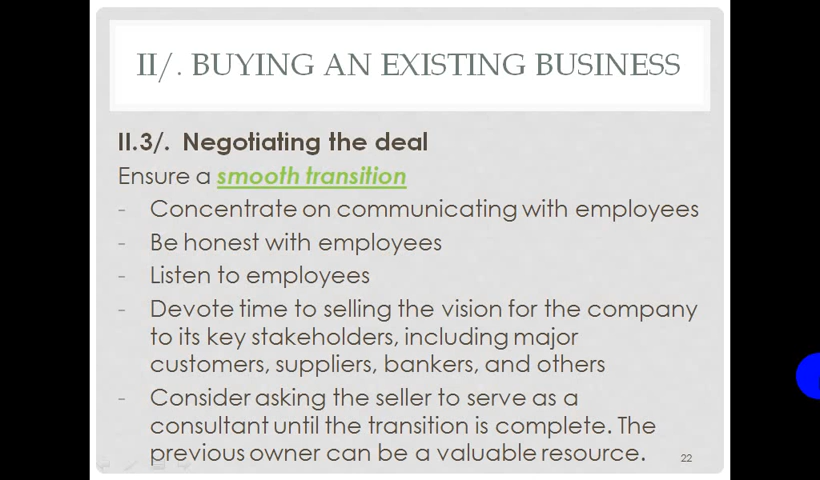 II/. BUYING AN EXISTING BUSINESS
II.3/. Negotiating the deal
Ensure a smooth transition
- Concentrate on communicating with employees
- Be honest with employees
- Listen to employees
- Devote time to selling the vision for the company
to its key stakeholders, including major
customers, suppliers, bankers, and others
- Consider asking the seller to serve as a
consultant until the transition is complete. The
previous owner can be a valuable resource.
22